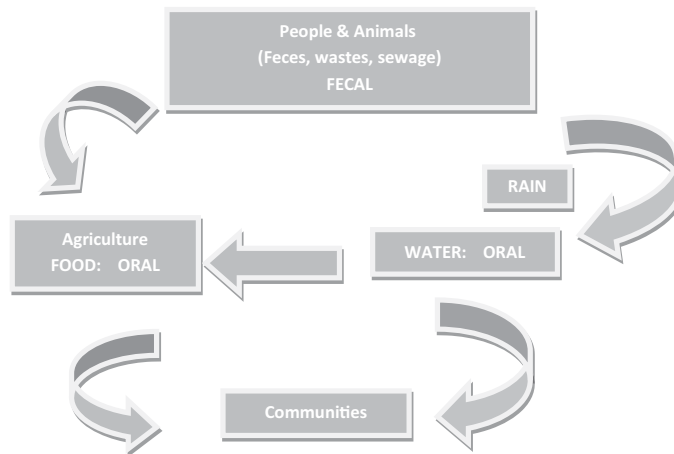 People & Animals
(Feces, wastes, sewage)
FECAL
RAIN
Agriculture
FOOD: ORAL
WATER: ORAL
Communities